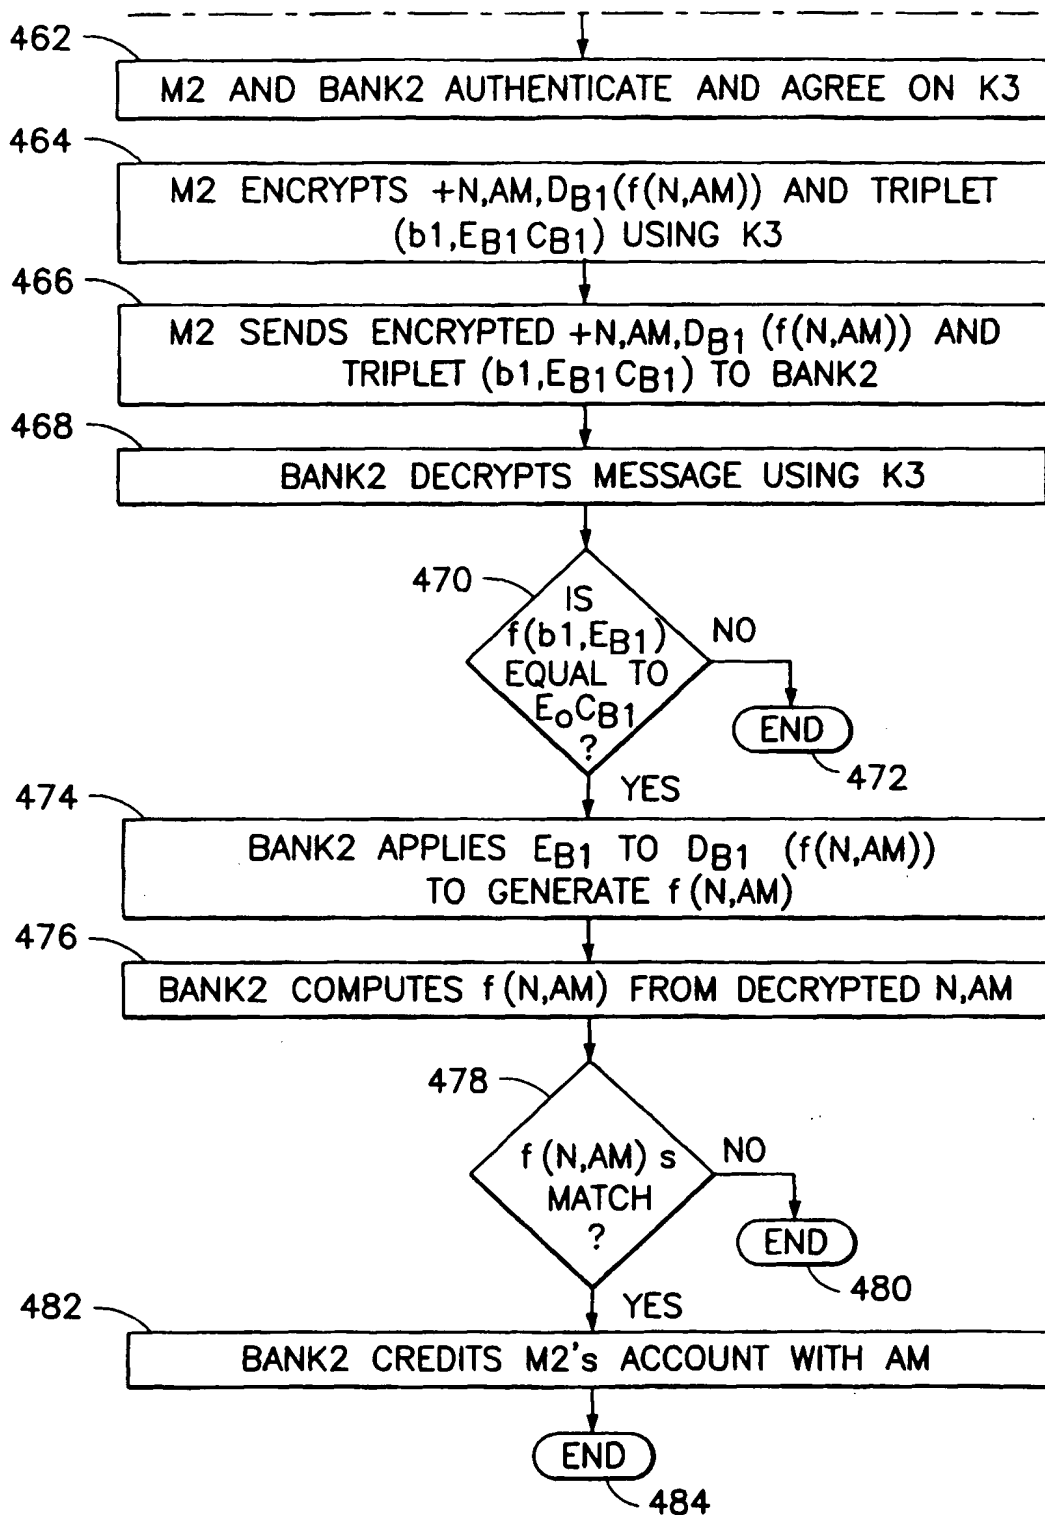 462
M2 AND BANK2 AUTHENTICATE AND AGREE ON K3
464
M2 ENCRYPTS +N,AM,DB1(f(N,AM)) AND TRIPLET
(b1,EB1CB1) USING K3
466
M2 SENDS ENCRYPTED +N,AM,DB1 (f(N,AM)) AND
TRIPLET (b1,EB1CB1) TO BANK2
468
BANK2 DECRYPTS MESSAGE USING K3
470
IS
f(b1,EB1)
EQUAL TO
EoCB1
?
NO
END
472
YES
474
BANK2 APPLIES EB1 TO DB1 (f(N,AM))
TO GENERATE f(N,AM)
476
BANK2 COMPUTES f(N,AM) FROM DECRYPTED N,AM
478
f(N,AM) s
MATCH
?
NO
END
480
YES
482
BANK2 CREDITS M2's ACCOUNT WITH AM
END
484